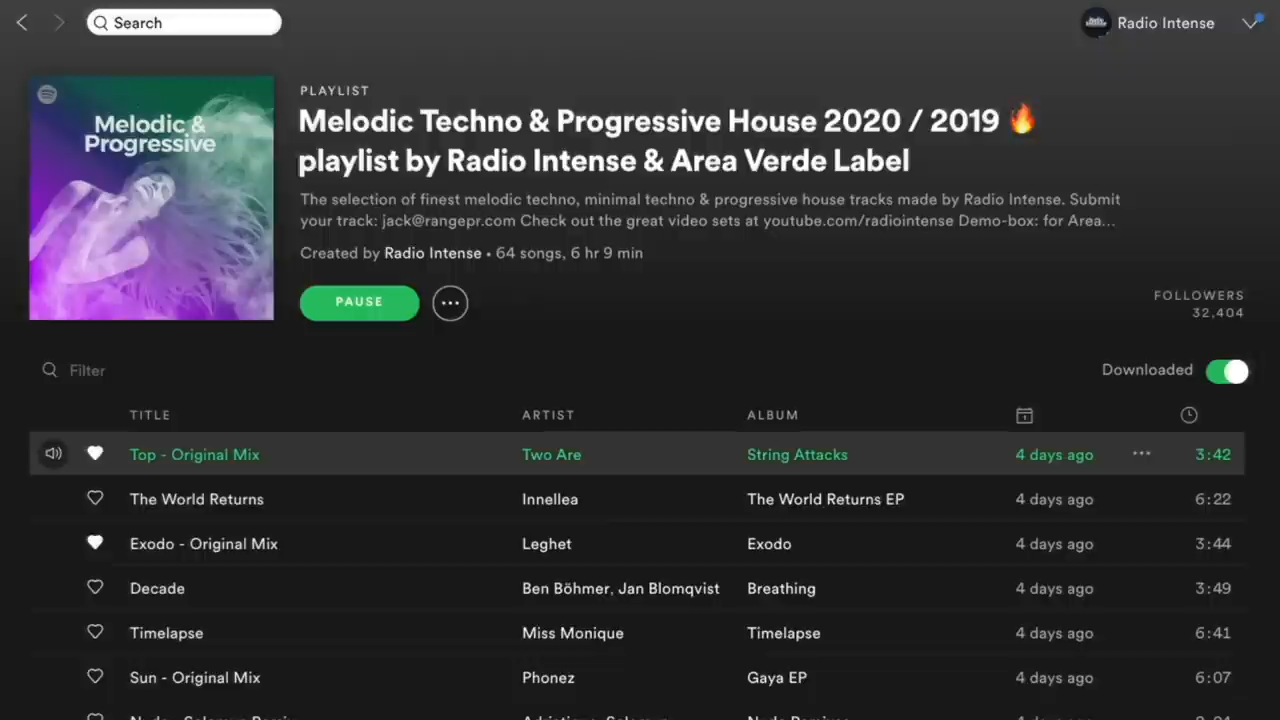 Search
Radio Intense
Melodic &
Progressive
PLAYLIST
Melodic Techno & Progressive House 2020 / 2019 🔥
playlist by Radio Intense & Area Verde Label
The selection of finest melodic techno, minimal techno & progressive house tracks made by Radio Intense. Submit
your track: jack@rangepr.com Check out the great video sets at youtube.com/radiointense Demo-box: for Area...
Created by Radio Intense • 64 songs, 6 hr 9 min
PAUSE
FOLLOWERS
32,404
Filter
Downloaded
TITLE ARTIST ALBUM
Top - Original Mix Two Are String Attacks 4 days ago 3:42
The World Returns Innellea The World Returns EP 4 days ago 6:22
Exodo - Original Mix Leghet Exodo 4 days ago 3:44
Decade Ben Böhmer, Jan Blomqvist Breathing 4 days ago 3:49
Timelapse Miss Monique Timelapse 4 days ago 6:41
Sun - Original Mix Phonez Gaya EP 4 days ago 6:07